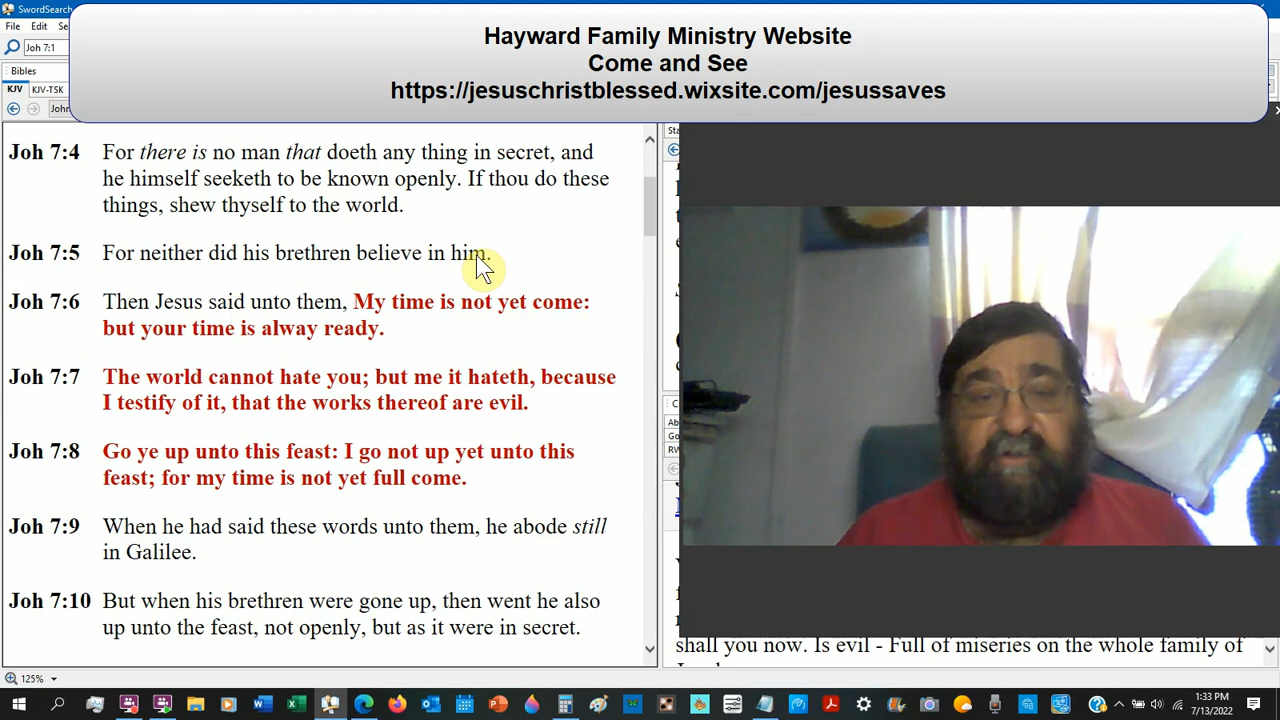 SwordSearch
Hayward Family Ministry Website
Come and See
https://jesuschristblessed.wixsite.com/jesussaves
File Edit
Joh 7:1
Bibles
KJV KJV-TSK
Joh 7:4 For there is no man that doeth any thing in secret, and
he himself seeketh to be known openly. If thou do these
things, shew thyself to the world.
Joh 7:5 For neither did his brethren believe in him.
Joh 7:6 Then Jesus said unto them, My time is not yet come:
but your time is alway ready.
Joh 7:7 The world cannot hate you; but me it hateth, because
I testify of it, that the works thereof are evil.
Joh 7:8 Go ye up unto this feast: I go not up yet unto this
feast; for my time is not yet full come.
Joh 7:9 When he had said these words unto them, he abode still
in Galilee.
Joh 7:10 But when his brethren were gone up, then went he also
up unto the feast, not openly, but as it were in secret.
shall you now. Is evil - Full of miseries on the whole family of
125%
1:33 PM
7/13/2022